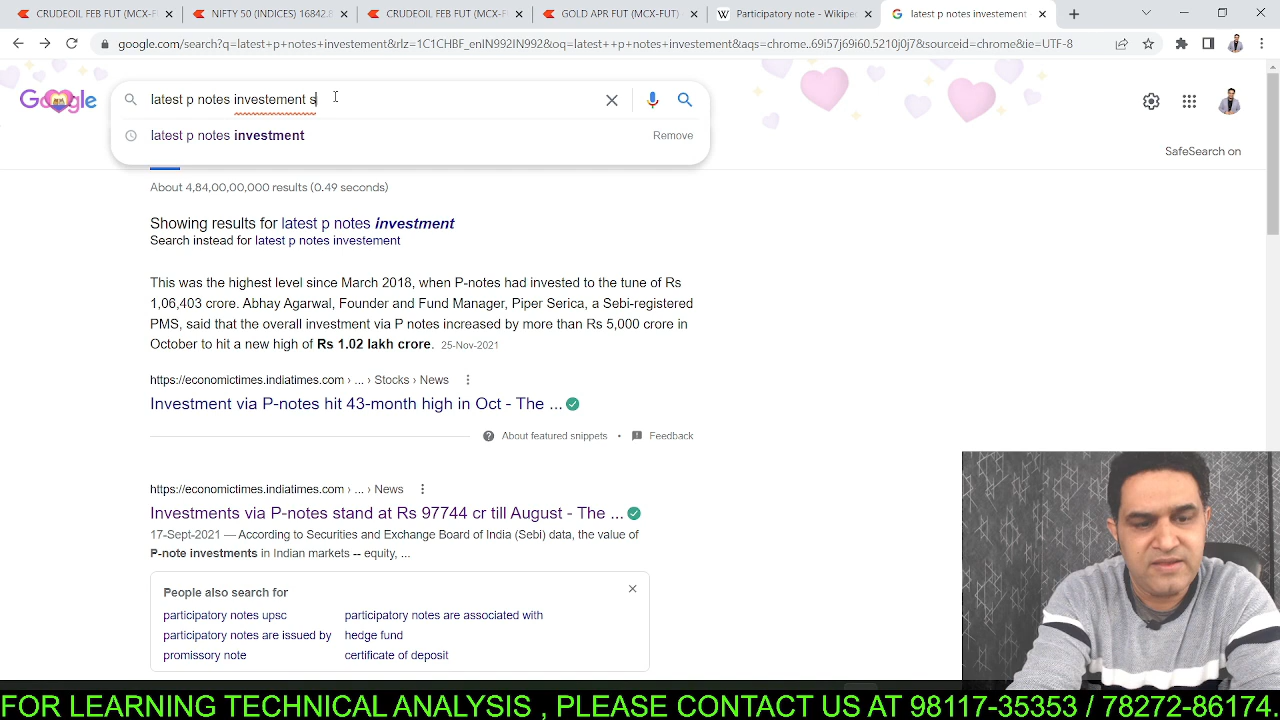 CRUDEOIL FEB FUT (MCX-F
NIFTY 50 (INDICES) 16842.8
CRUDEOIL FEB FUT (MCX-F
GOLD APR FUT (MCX-FUT)
Participatory note - Wikiped
latest p notes investement
google.com/search?q=latest+p+notes+investement&rlz=1C1CHBF_enIN992IN992&oq=latest++p+notes+investement&aqs=chrome..69i57j69i60.5210j0j7&sourceid=chrome&ie=UTF-8
Google
latest p notes investement s
latest p notes investment
Remove
SafeSearch on
About 4,84,00,00,000 results (0.49 seconds)
Showing results for latest p notes investment
Search instead for latest p notes investement
This was the highest level since March 2018, when P-notes had invested to the tune of Rs
1,06,403 crore. Abhay Agarwal, Founder and Fund Manager, Piper Serica, a Sebi-registered
PMS, said that the overall investment via P notes increased by more than Rs 5,000 crore in
October to hit a new high of Rs 1.02 lakh crore. 25-Nov-2021
https://economictimes.indiatimes.com › ... › Stocks › News
Investment via P-notes hit 43-month high in Oct - The ...
About featured snippets • Feedback
https://economictimes.indiatimes.com › ... › News
Investments via P-notes stand at Rs 97744 cr till August - The ...
17-Sept-2021 — According to Securities and Exchange Board of India (Sebi) data, the value of
P-note investments in Indian markets -- equity, ...
People also search for
participatory notes upsc
participatory notes are associated with
participatory notes are issued by
hedge fund
promissory note
certificate of deposit
FOR LEARNING TECHNICAL ANALYSIS , PLEASE CONTACT US AT 98117-35353 / 78272-86174.